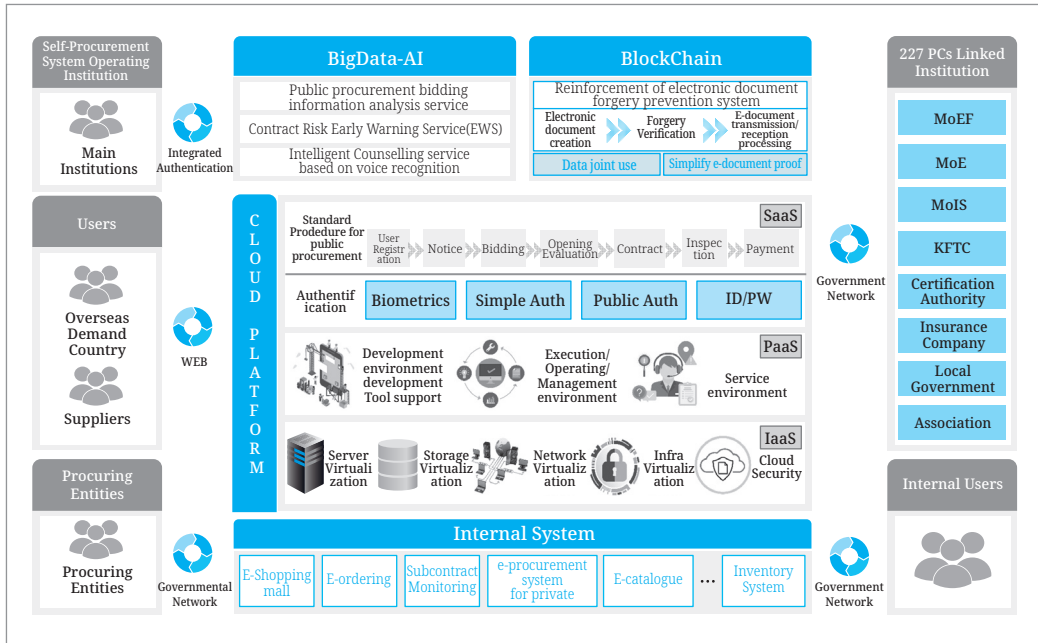 Self-Procurement
System Operating
Institution
Main
Institutions
Integrated
Authentication
BigData-AI
Public procurement bidding
information analysis service
Contract Risk Early Warning Service(EWS)
Intelligent Counselling service
based on voice recognition
BlockChain
Reinforcement of electronic document
forgery prevention system
Electronic
document
creation
Forgery
Verification
E-document
transmission/
reception
processing
Data joint use
Simplify e-document proof
227 PCs Linked
Institution
MoEF
MoE
MoIS
KFTC
Certification
Authority
Insurance
Company
Local
Government
Association
Users
Overseas
Demand
Country
Suppliers
WEB
CLOUD PLATFORM
SaaS
Standard
Prodedure for
public
procurement
User
Registr
ation
Notice
Bidding
Opening
Evaluation
Contract
Inspec
tion
Payment
Authentif
ication
Biometrics
Simple Auth
Public Auth
ID/PW
Government
Network
PaaS
Development
environment
development
Tool support
Execution/
Operating/
Management
environment
Service
environment
IaaS
Server
Virtuali
zation
Storage
Virtualiz
ation
Network
Virtualiz
ation
Infra
Virtualiz
ation
Cloud
Security
Procuring
Entities
Procuring
Entities
Governmental
Network
Internal System
E-Shopping
mall
E-ordering
Subcontract
Monitoring
e-procurement
system
for private
E-catalogue
...
Inventory
System
Government
Network
Internal Users